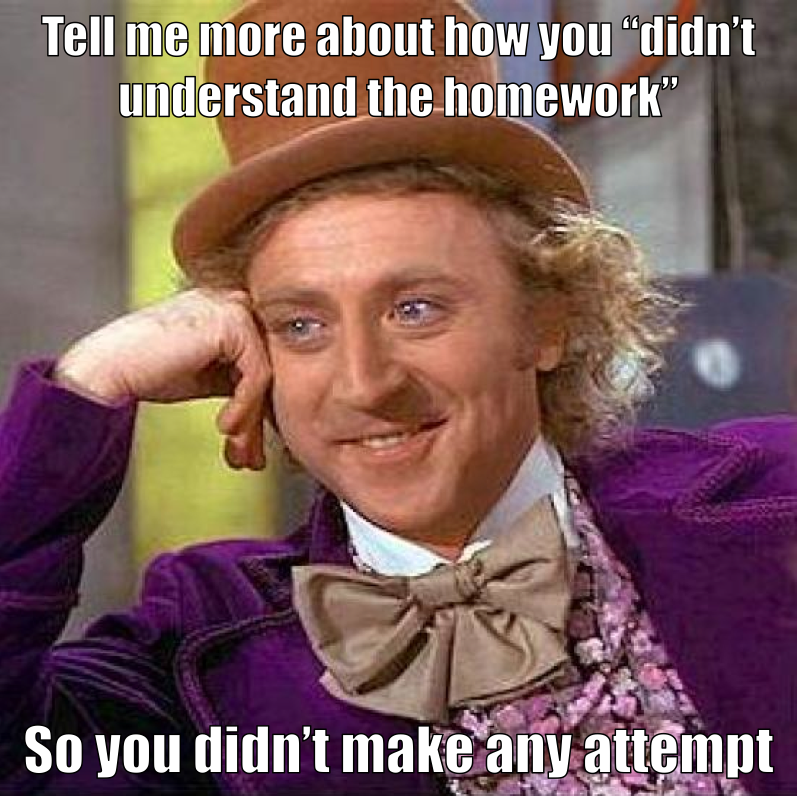 Tell me more about how you “didn’t
understand the homework”
So you didn’t make any attempt